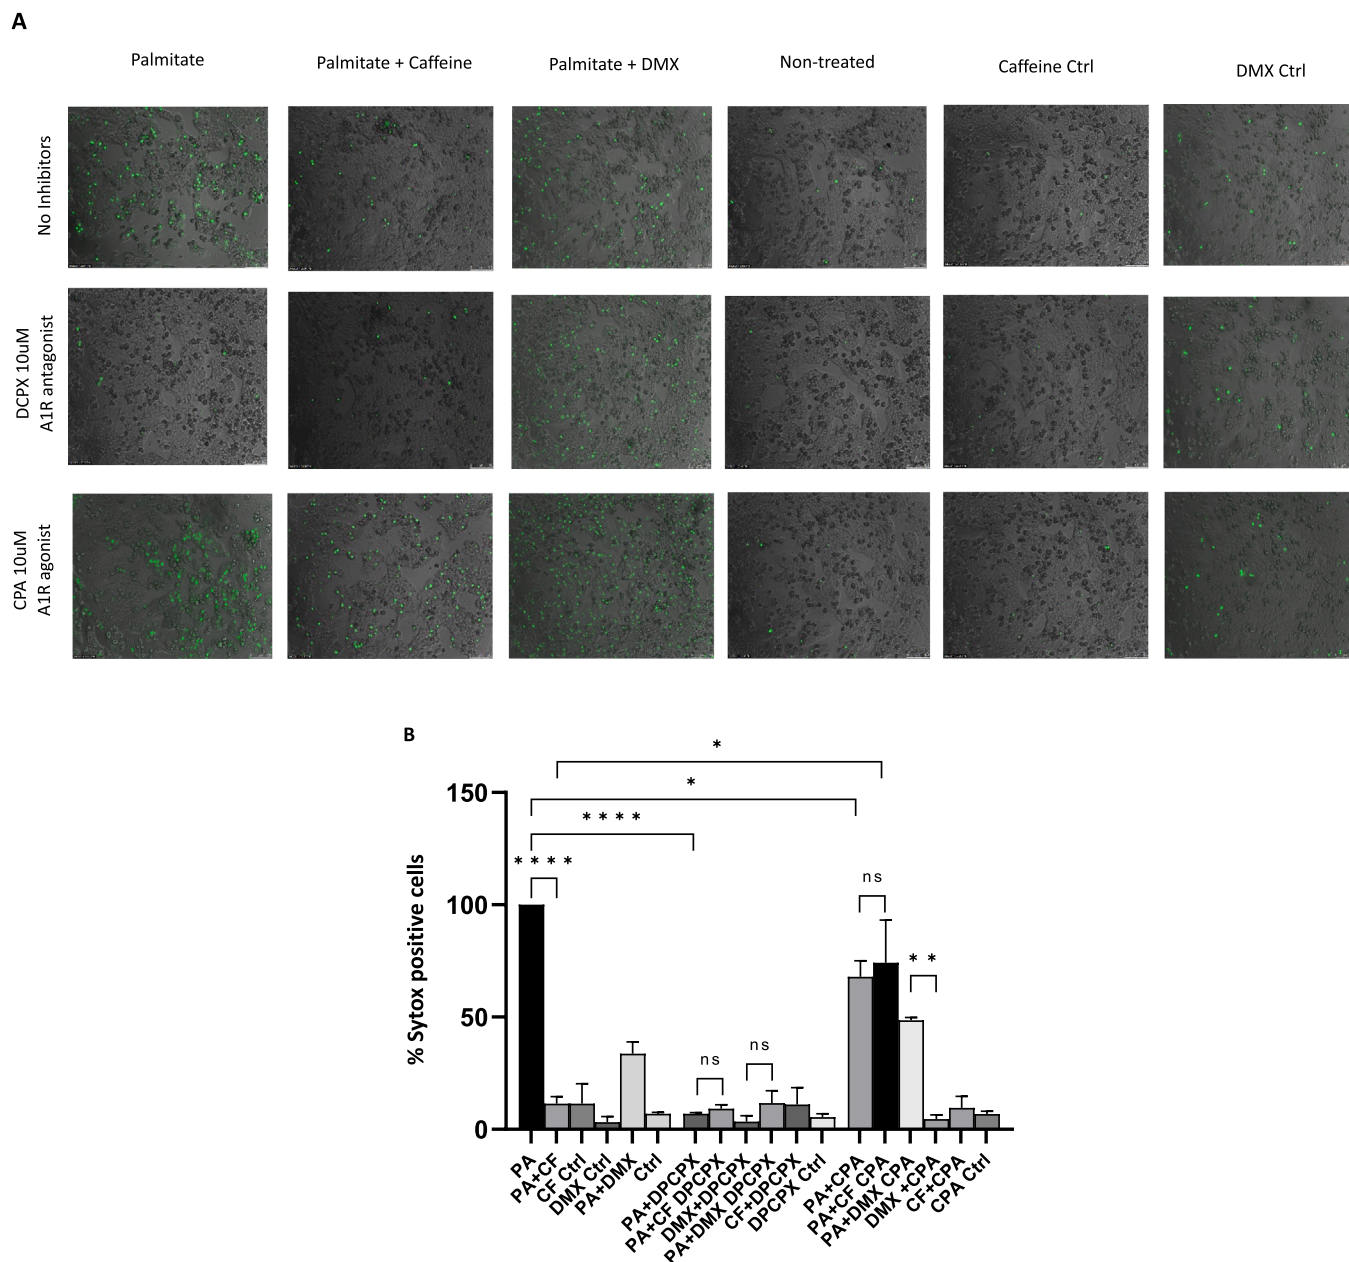 A
Palmitate
Palmitate + Caffeine
Palmitate + DMX
Non-treated
Caffeine Ctrl
DMX Ctrl
No Inhibitors
DCPX 10uM
A1R antagonist
CPA 10uM
A1R agonist
B
% Sytox positive cells
150
100
50
0
*
*
* * * *
* * * *
ns
ns
ns
* *
PA
PA+CF
CF Ctrl
DMX Ctrl
PA+DMX
Ctrl
PA+DPCPX
PA+CF DPCPX
DMX+DPCPX
PA+DMX DPCPX
CF+DPCPX
DPCPX Ctrl
PA+CPA
PA+CF CPA
PA+DMX CPA
DMX +CPA
CF+CPA
CPA Ctrl